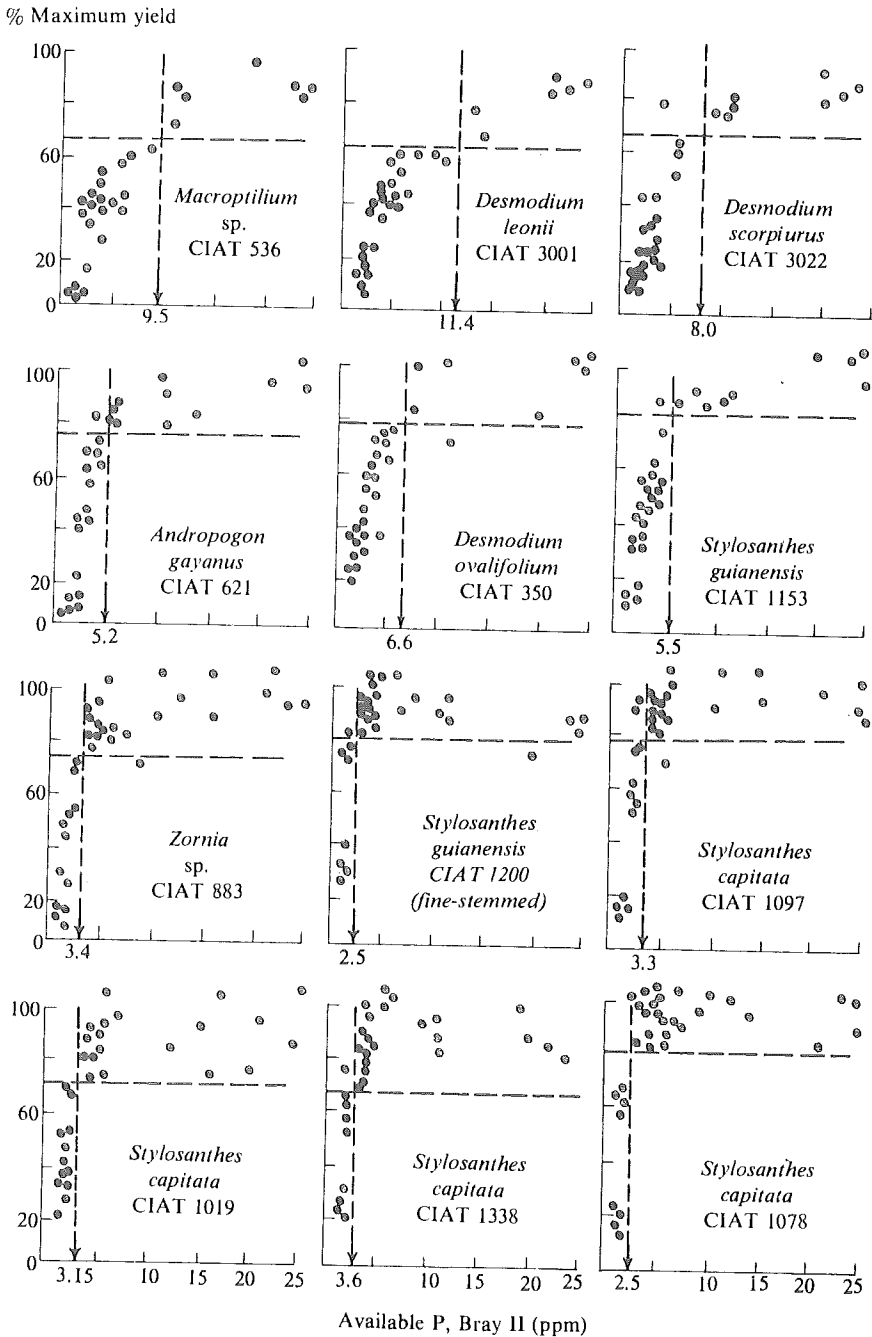 % Maximum yield
100
60
20
0
Macroptilium
sp.
CIAT 536
9.5
Desmodium
leonii
CIAT 3001
11.4
Desmodium
scorpiurus
CIAT 3022
8.0
100
60
20
0
Andropogon
gayanus
CIAT 621
5.2
Desmodium
ovalifolium
CIAT 350
6.6
Stylosanthes
guianensis
CIAT 1153
5.5
100
60
20
0
Zornia
sp.
CIAT 883
3.4
Stylosanthes
guianensis
CIAT 1200
(fine-stemmed)
2.5
Stylosanthes
capitata
CIAT 1097
3.3
100
60
20
0
Stylosanthes
capitata
CIAT 1019
3.15 10 15 20 25
Stylosanthes
capitata
CIAT 1338
3.6 10 15 20 25
Stylosanthes
capitata
CIAT 1078
2.5 10 15 20 25
Available P, Bray II (ppm)